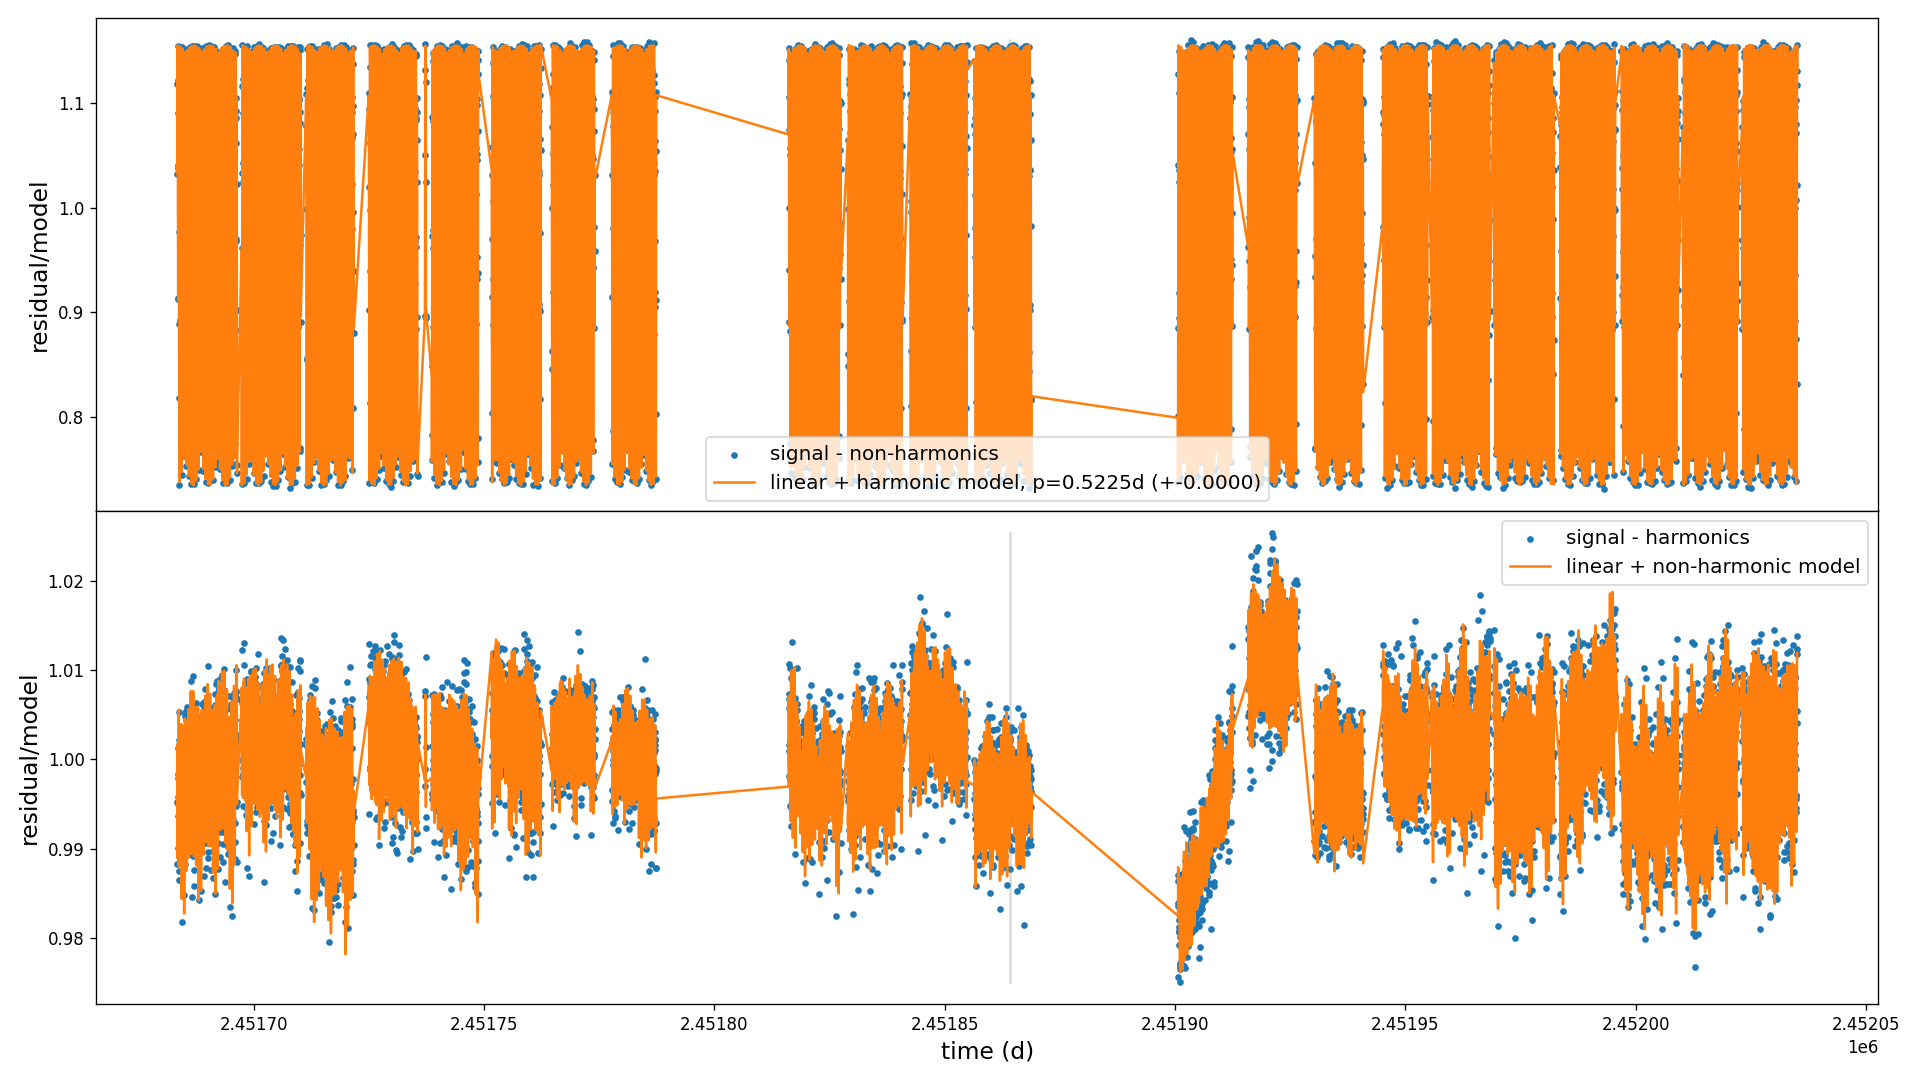 residual/model
1.1
1.0
0.9
0.8
signal - non-harmonics
linear + harmonic model, p=0.5225d (+-0.0000)
residual/model
1.02
1.01
1.00
0.99
0.98
signal - harmonics
linear + non-harmonic model
2.45170 2.45175 2.45180 2.45185 2.45190 2.45195 2.45200 2.45205
time (d)
1e6